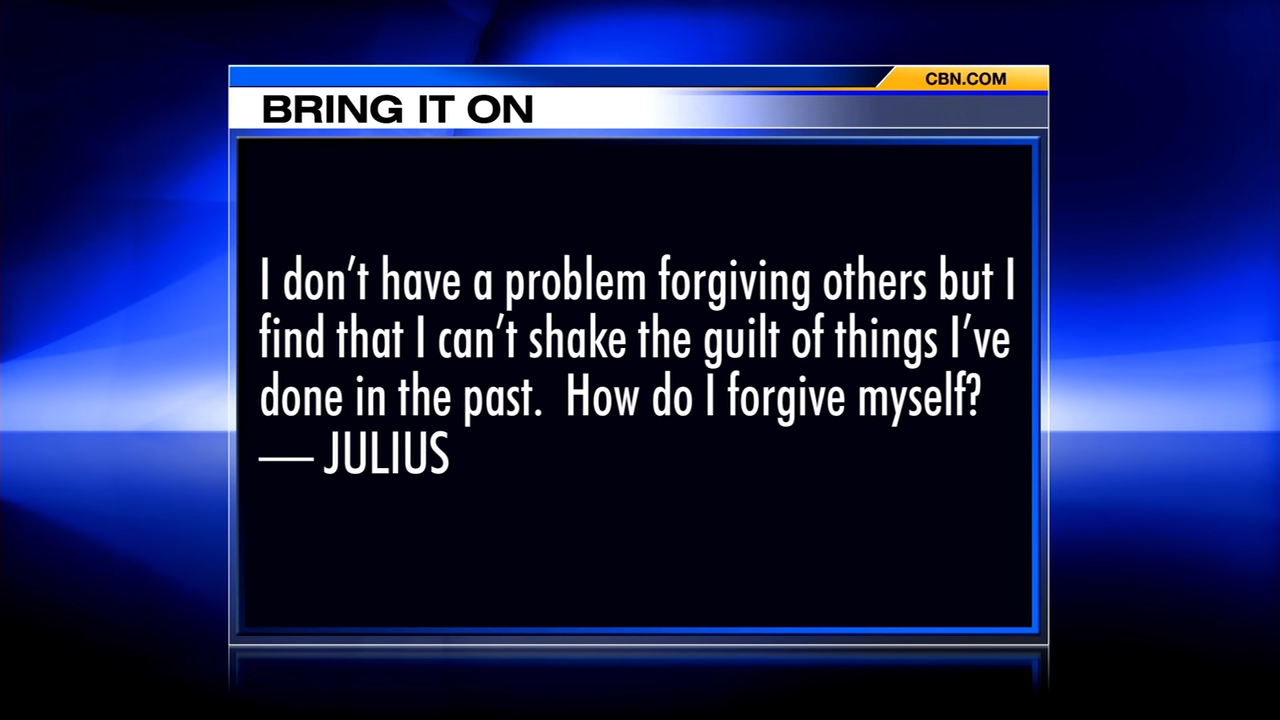 CBN.COM
BRING IT ON
I don’t have a problem forgiving others but I
find that I can’t shake the guilt of things I’ve
done in the past.  How do I forgive myself?
— JULIUS